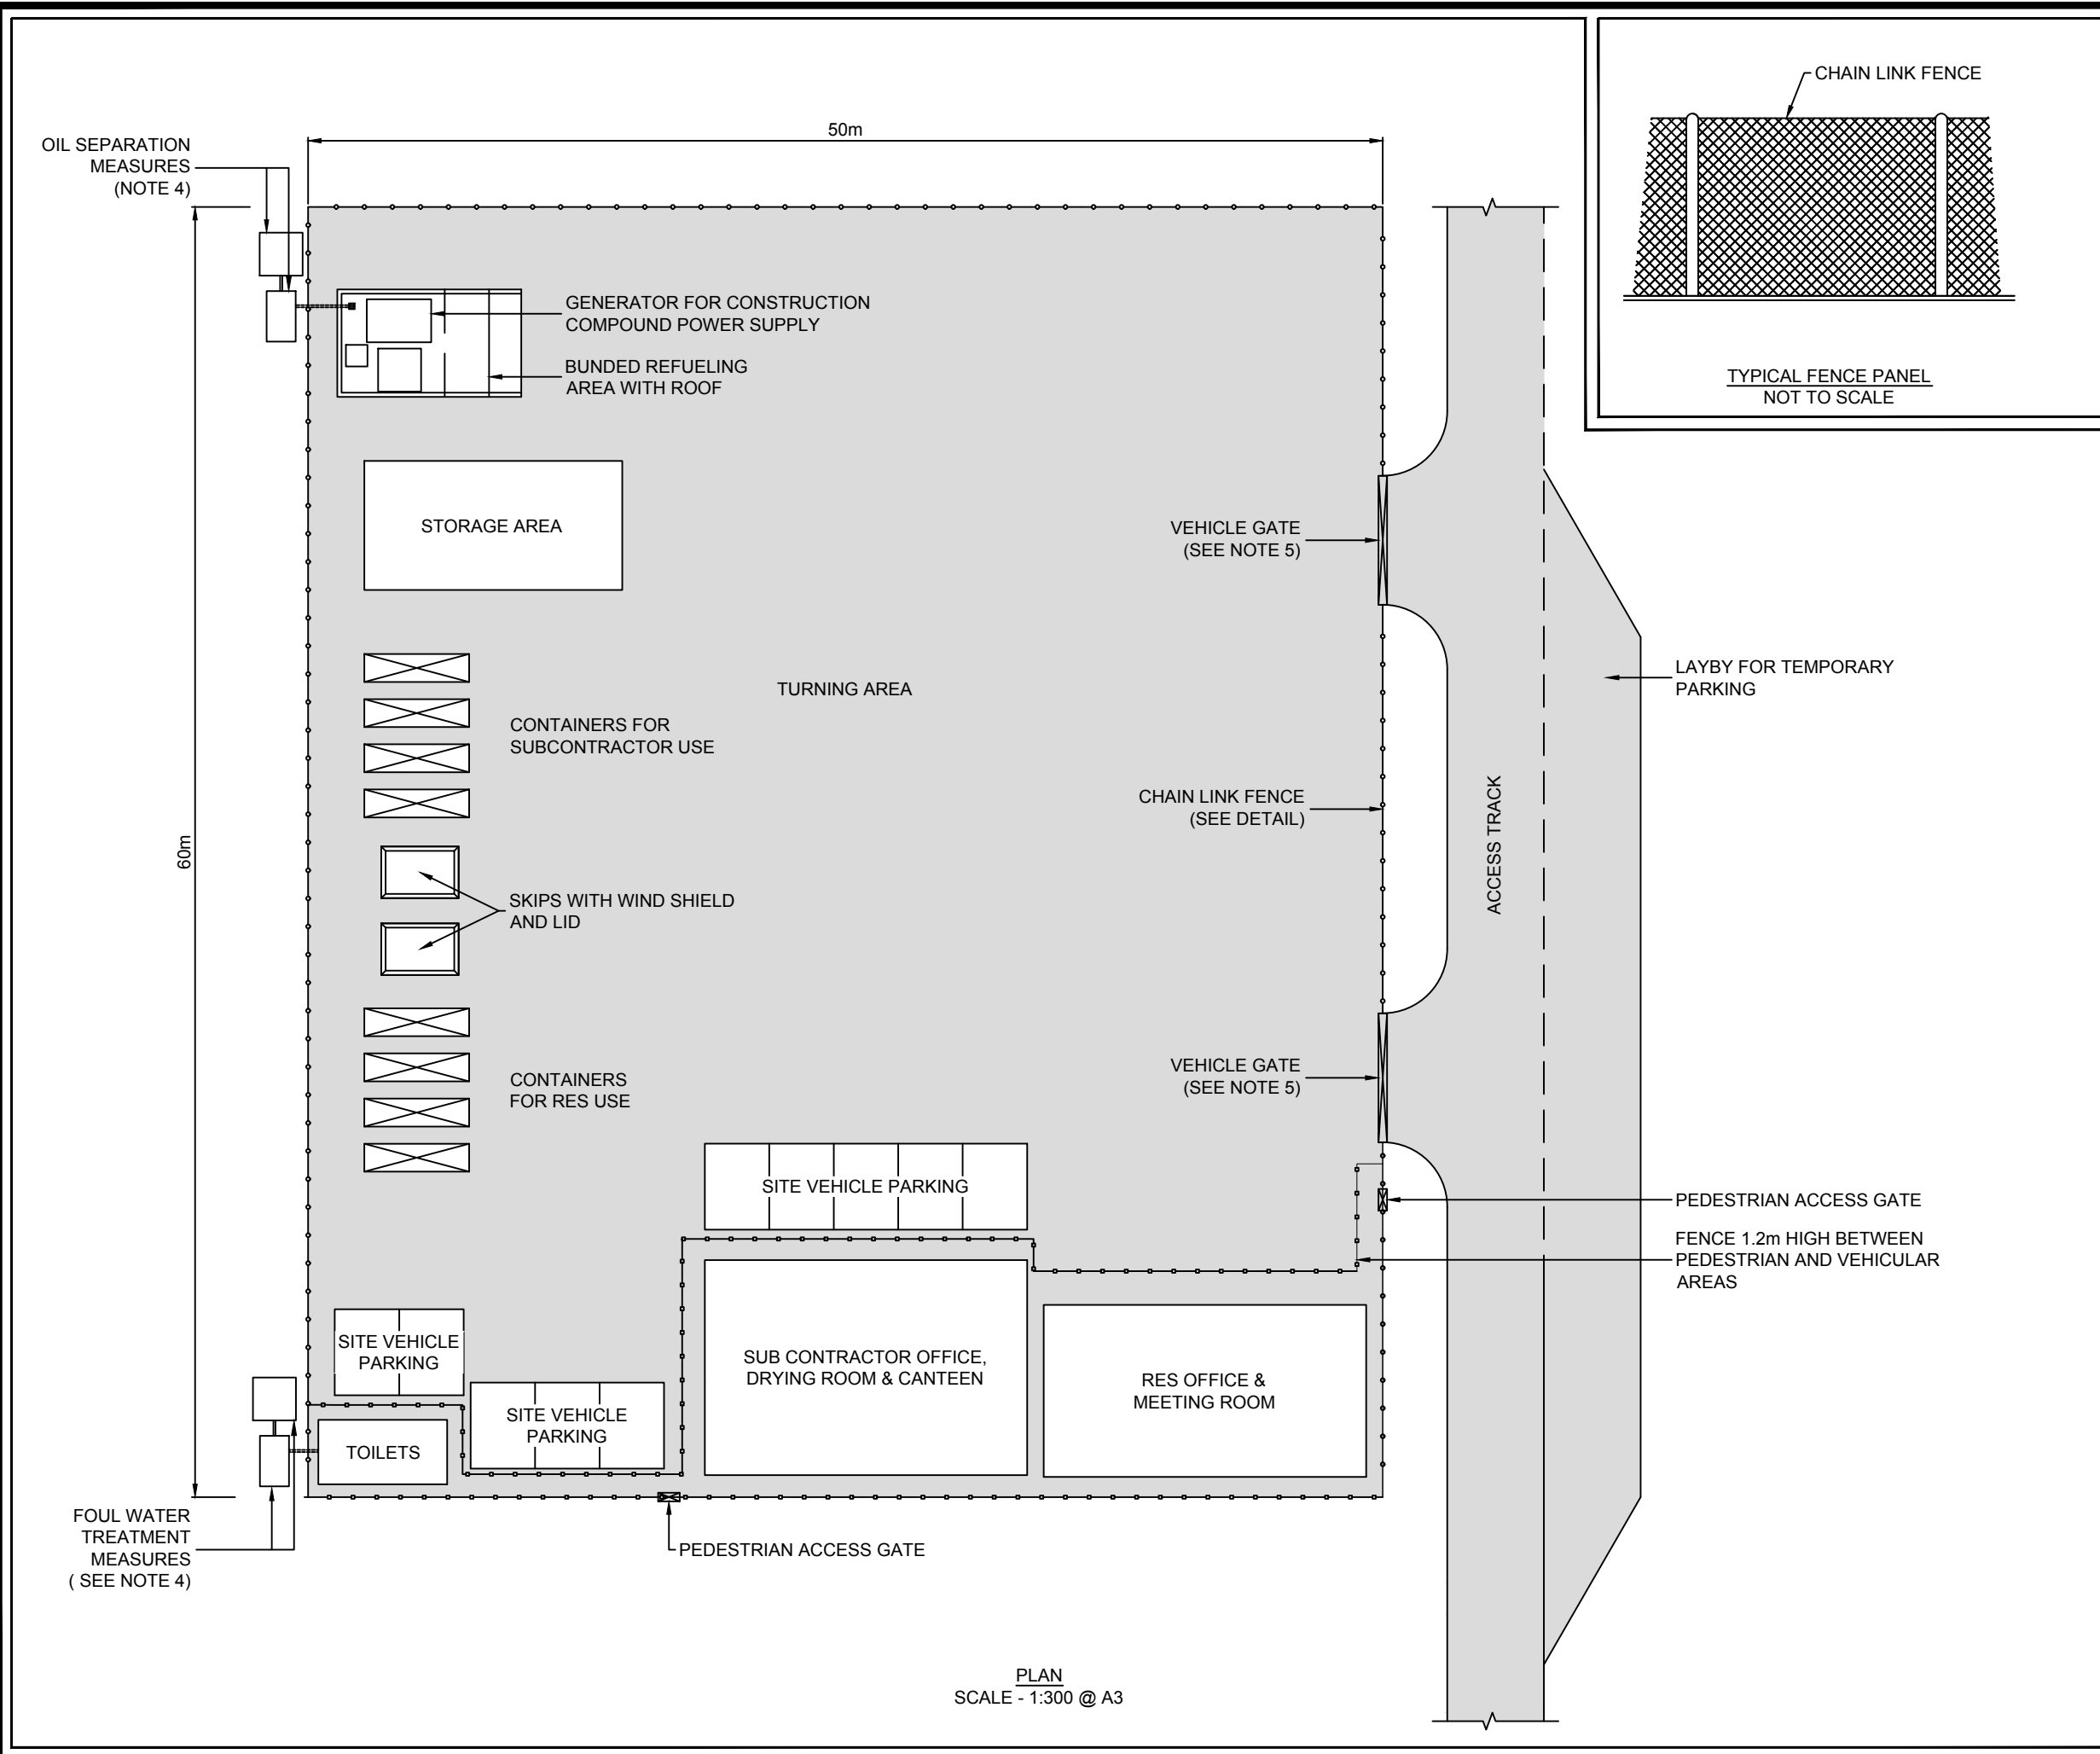 CHAIN LINK FENCE
TYPICAL FENCE PANEL
NOT TO SCALE
50m
OIL SEPARATION
MEASURES
(NOTE 4)
GENERATOR FOR CONSTRUCTION
COMPOUND POWER SUPPLY
BUNDED REFUELING
AREA WITH ROOF
STORAGE AREA
VEHICLE GATE
(SEE NOTE 5)
TURNING AREA
LAYBY FOR TEMPORARY
PARKING
CONTAINERS FOR
SUBCONTRACTOR USE
CHAIN LINK FENCE
(SEE DETAIL)
ACCESS TRACK
60m
SKIPS WITH WIND SHIELD
AND LID
CONTAINERS
FOR RES USE
VEHICLE GATE
(SEE NOTE 5)
SITE VEHICLE PARKING
PEDESTRIAN ACCESS GATE
FENCE 1.2m HIGH BETWEEN
PEDESTRIAN AND VEHICULAR
AREAS
SITE VEHICLE
PARKING
SUB CONTRACTOR OFFICE,
DRYING ROOM & CANTEEN
RES OFFICE &
MEETING ROOM
SITE VEHICLE
PARKING
TOILETS
FOUL WATER
TREATMENT
MEASURES
( SEE NOTE 4)
PEDESTRIAN ACCESS GATE
PLAN
SCALE - 1:300 @ A3